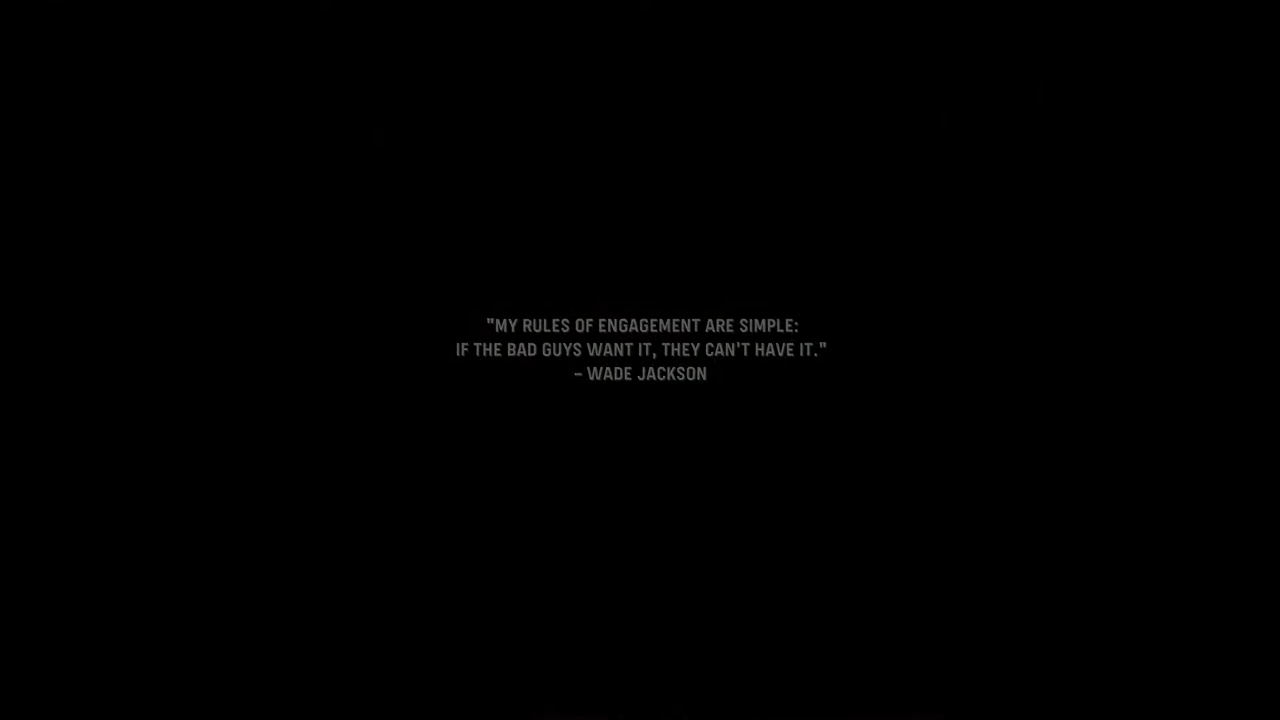 "MY RULES OF ENGAGEMENT ARE SIMPLE:
IF THE BAD GUYS WANT IT, THEY CAN'T HAVE IT."
– WADE JACKSON